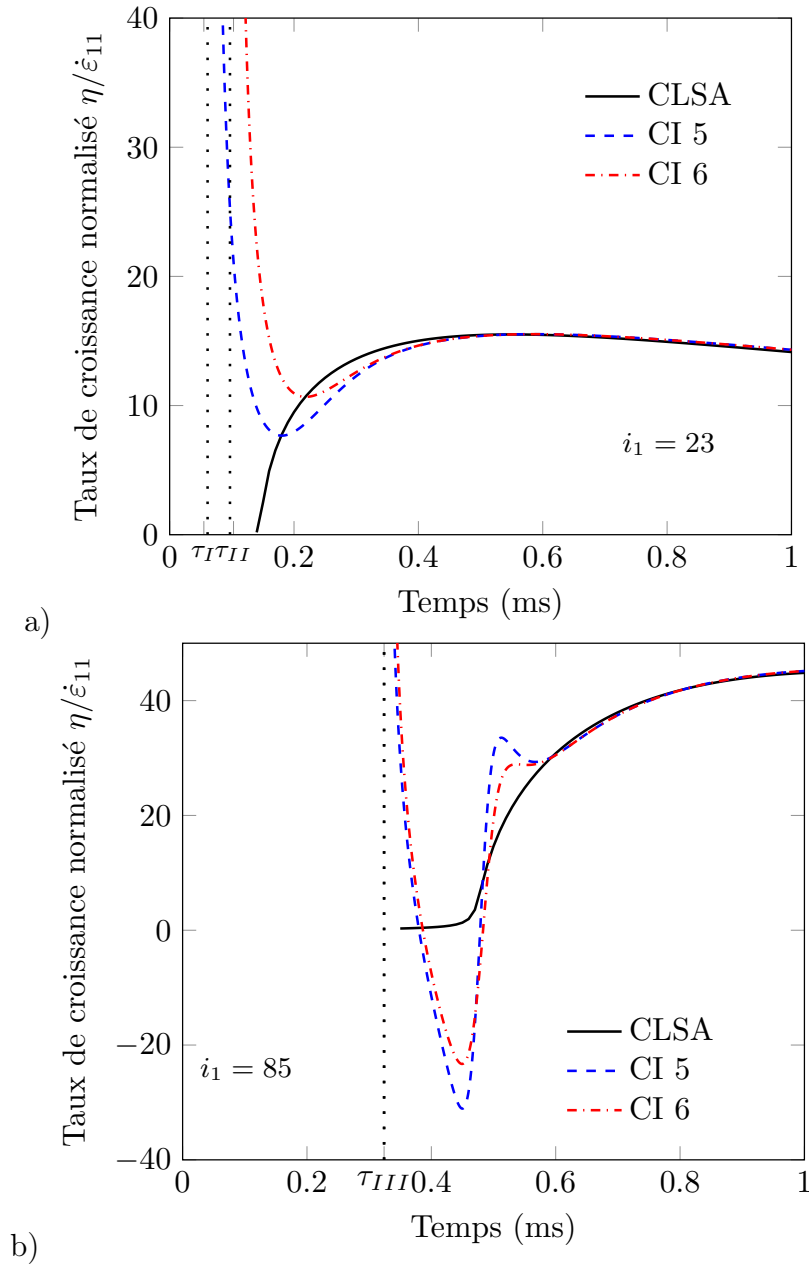 40
30
20
10
0
Taux de croissance normalisé η/ε̇₁₁
CLSA
CI 5
CI 6
i₁ = 23
0 τ_I τ_II 0.2 0.4 0.6 0.8 1
Temps (ms)
a)
40
20
0
−20
−40
Taux de croissance normalisé η/ε̇₁₁
CLSA
CI 5
CI 6
i₁ = 85
0 0.2 τ_III 0.4 0.6 0.8 1
Temps (ms)
b)